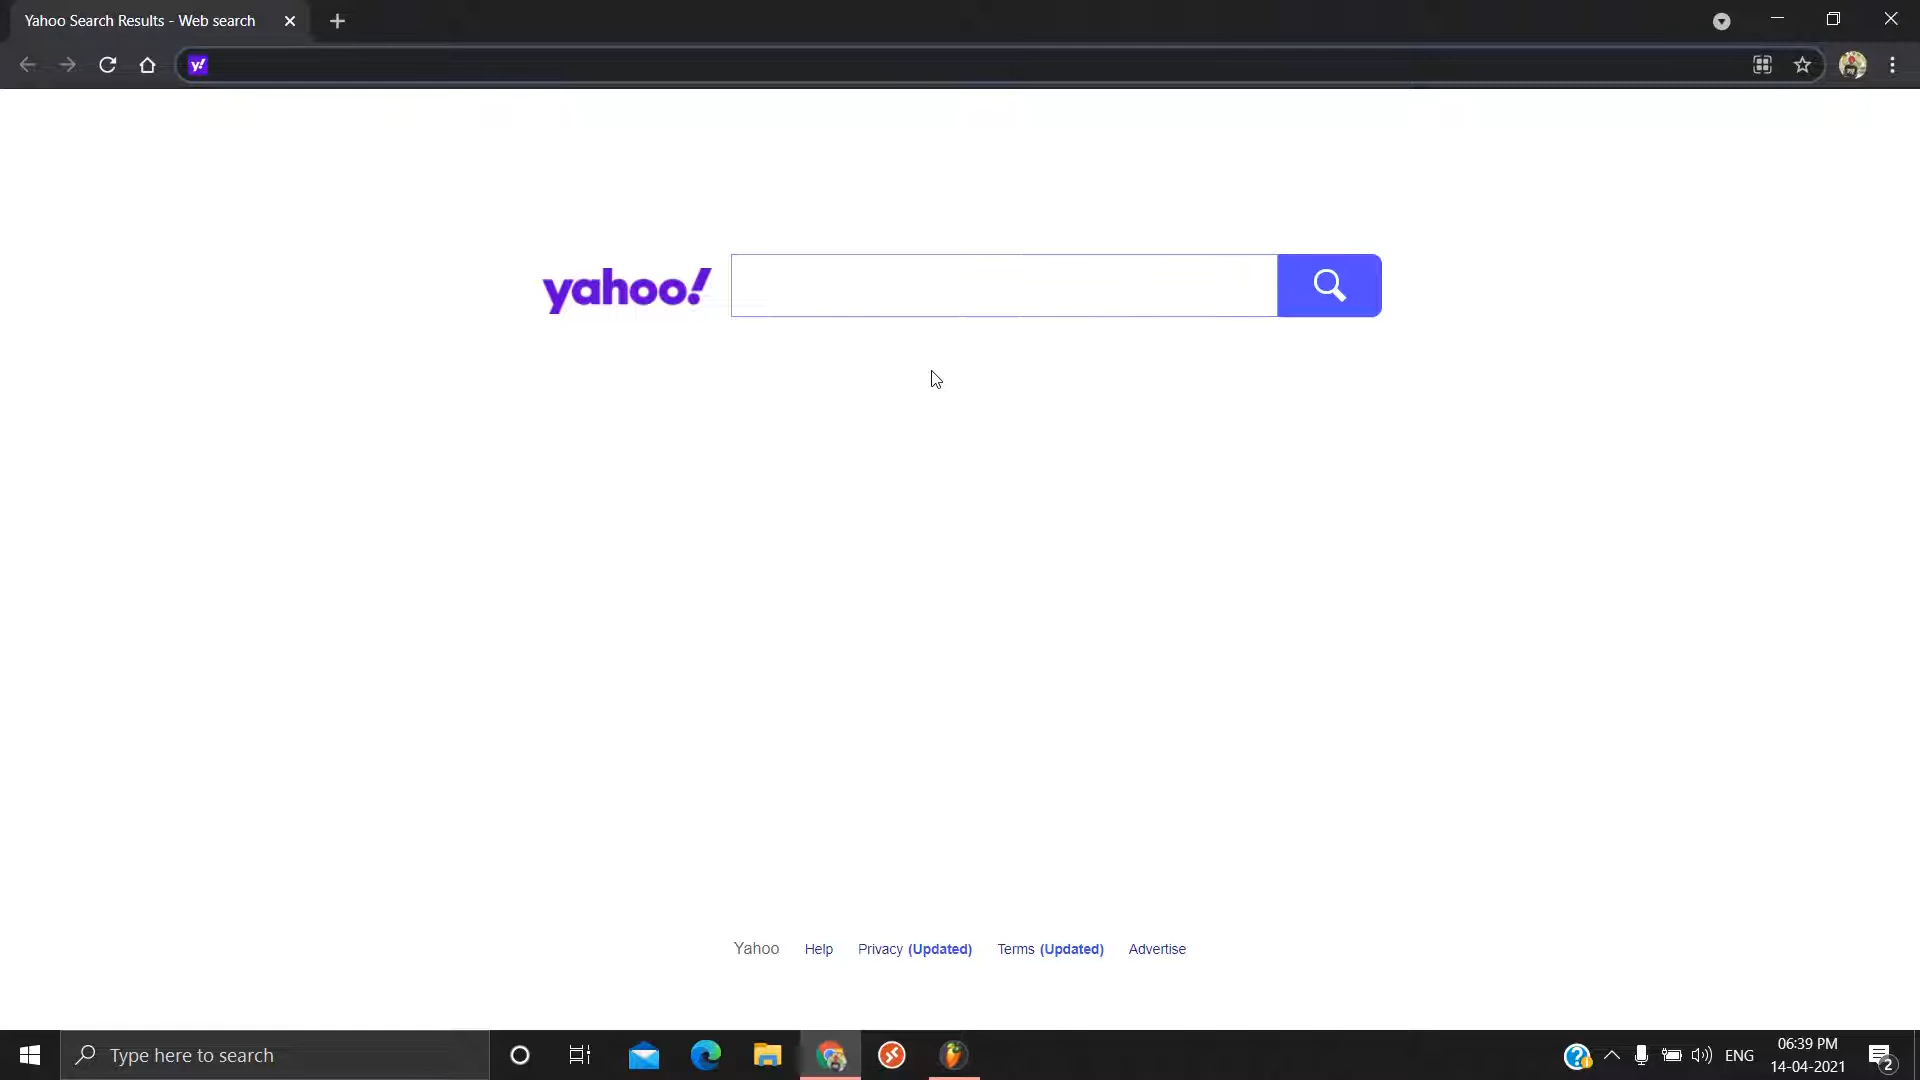 Yahoo Search Results - Web search
y!
yahoo!
Yahoo Help Privacy (Updated) Terms (Updated) Advertise
Type here to search
ENG
06:39 PM
14-04-2021
2